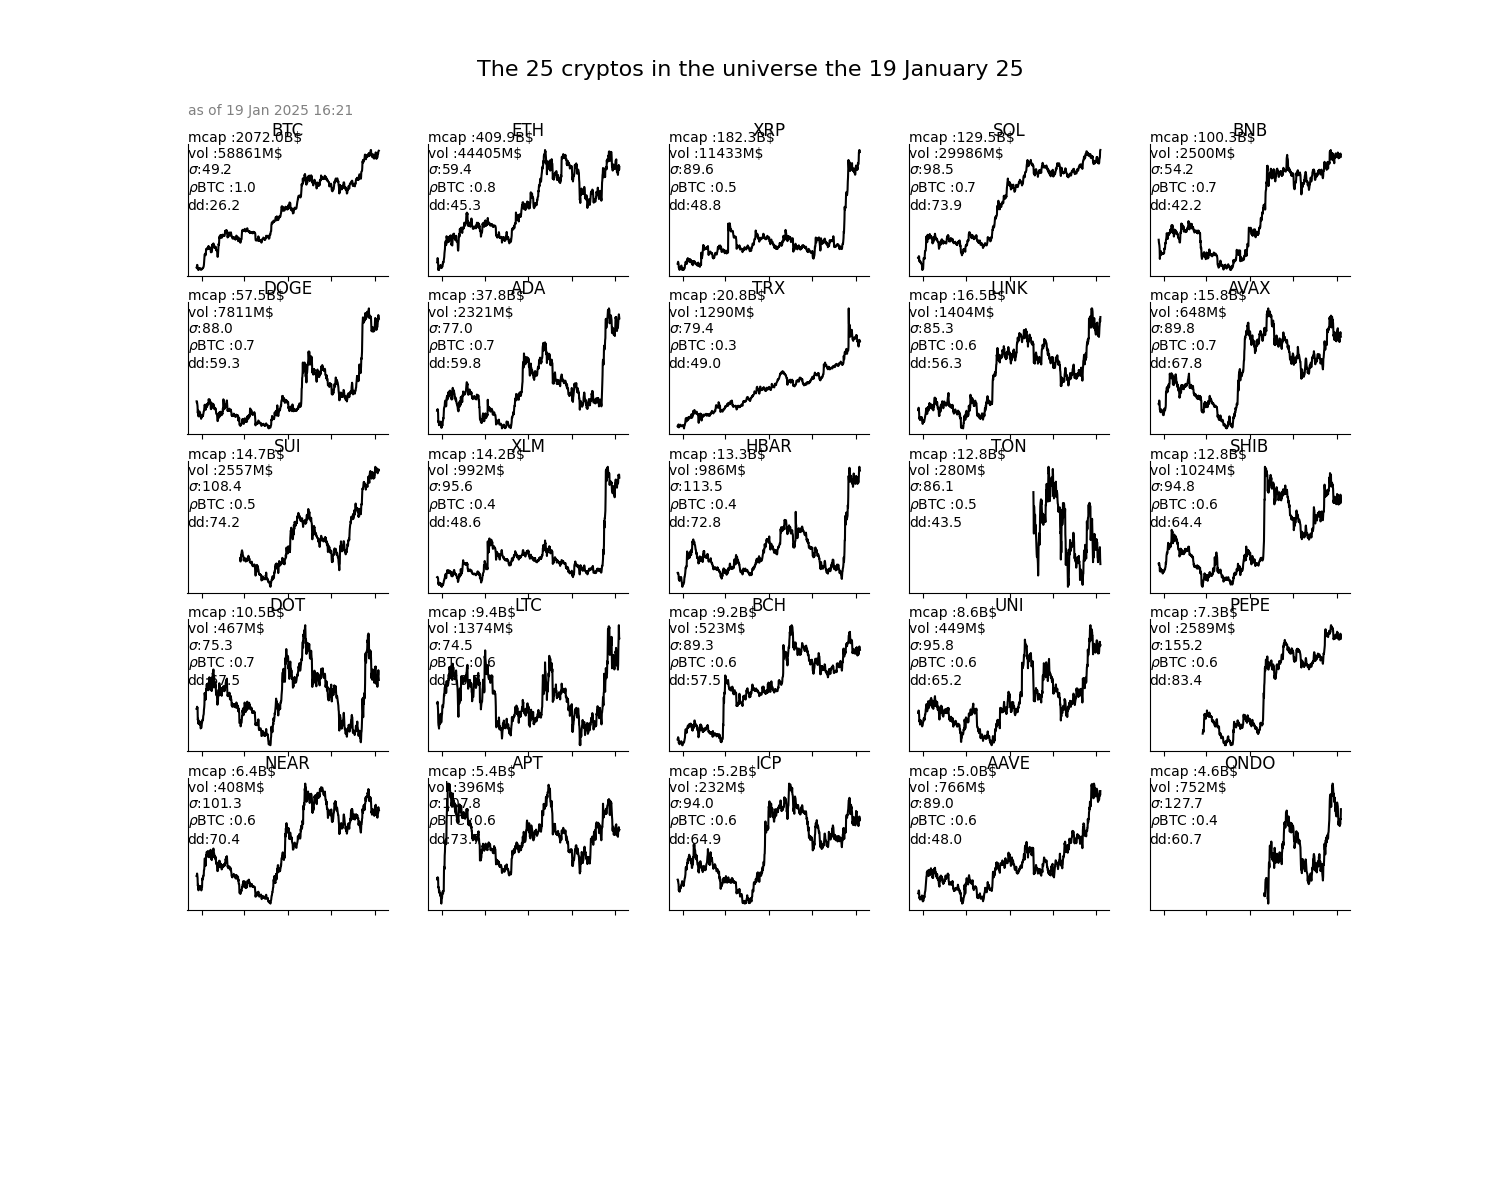 The 25 cryptos in the universe the 19 January 25
as of 19 Jan 2025 16:21
BTC
mcap :2072.0B$
vol :58861M$
σ:49.2
ρBTC :1.0
dd:26.2
ETH
mcap :409.9B$
vol :44405M$
σ:59.4
ρBTC :0.8
dd:45.3
XRP
mcap :182.3B$
vol :11433M$
σ:89.6
ρBTC :0.5
dd:48.8
SOL
mcap :129.5B$
vol :29986M$
σ:98.5
ρBTC :0.7
dd:73.9
BNB
mcap :100.3B$
vol :2500M$
σ:54.2
ρBTC :0.7
dd:42.2
DOGE
mcap :57.5B$
vol :7811M$
σ:88.0
ρBTC :0.7
dd:59.3
ADA
mcap :37.8B$
vol :2321M$
σ:77.0
ρBTC :0.7
dd:59.8
TRX
mcap :20.8B$
vol :1290M$
σ:79.4
ρBTC :0.3
dd:49.0
LINK
mcap :16.5B$
vol :1404M$
σ:85.3
ρBTC :0.6
dd:56.3
AVAX
mcap :15.8B$
vol :648M$
σ:89.8
ρBTC :0.7
dd:67.8
SUI
mcap :14.7B$
vol :2557M$
σ:108.4
ρBTC :0.5
dd:74.2
XLM
mcap :14.2B$
vol :992M$
σ:95.6
ρBTC :0.4
dd:48.6
HBAR
mcap :13.3B$
vol :986M$
σ:113.5
ρBTC :0.4
dd:72.8
TON
mcap :12.8B$
vol :280M$
σ:86.1
ρBTC :0.5
dd:43.5
SHIB
mcap :12.8B$
vol :1024M$
σ:94.8
ρBTC :0.6
dd:64.4
DOT
mcap :10.5B$
vol :467M$
σ:75.3
ρBTC :0.7
LTC
mcap :9.4B$
vol :1374M$
σ:74.5
ρBTC :0.6
BCH
mcap :9.2B$
vol :523M$
σ:89.3
ρBTC :0.6
dd:57.5
UNI
mcap :8.6B$
vol :449M$
σ:95.8
ρBTC :0.6
dd:65.2
PEPE
mcap :7.3B$
vol :2589M$
σ:155.2
ρBTC :0.6
dd:83.4
NEAR
mcap :6.4B$
vol :408M$
σ:101.3
ρBTC :0.6
dd:70.4
APT
mcap :5.4B$
vol :396M$
σ:107.8
ρBTC :0.6
ICP
mcap :5.2B$
vol :232M$
σ:94.0
ρBTC :0.6
dd:64.9
AAVE
mcap :5.0B$
vol :766M$
σ:89.0
ρBTC :0.6
dd:48.0
ONDO
mcap :4.6B$
vol :752M$
σ:127.7
ρBTC :0.4
dd:60.7